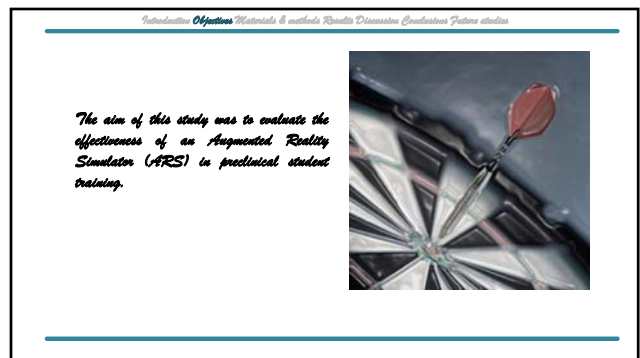 Introduction Objectives Materials & methods Results Discussion Conclusions Future studies
The aim of this study was to evaluate the
effectiveness of an Augmented Reality
Simulator (ARS) in preclinical student
training.